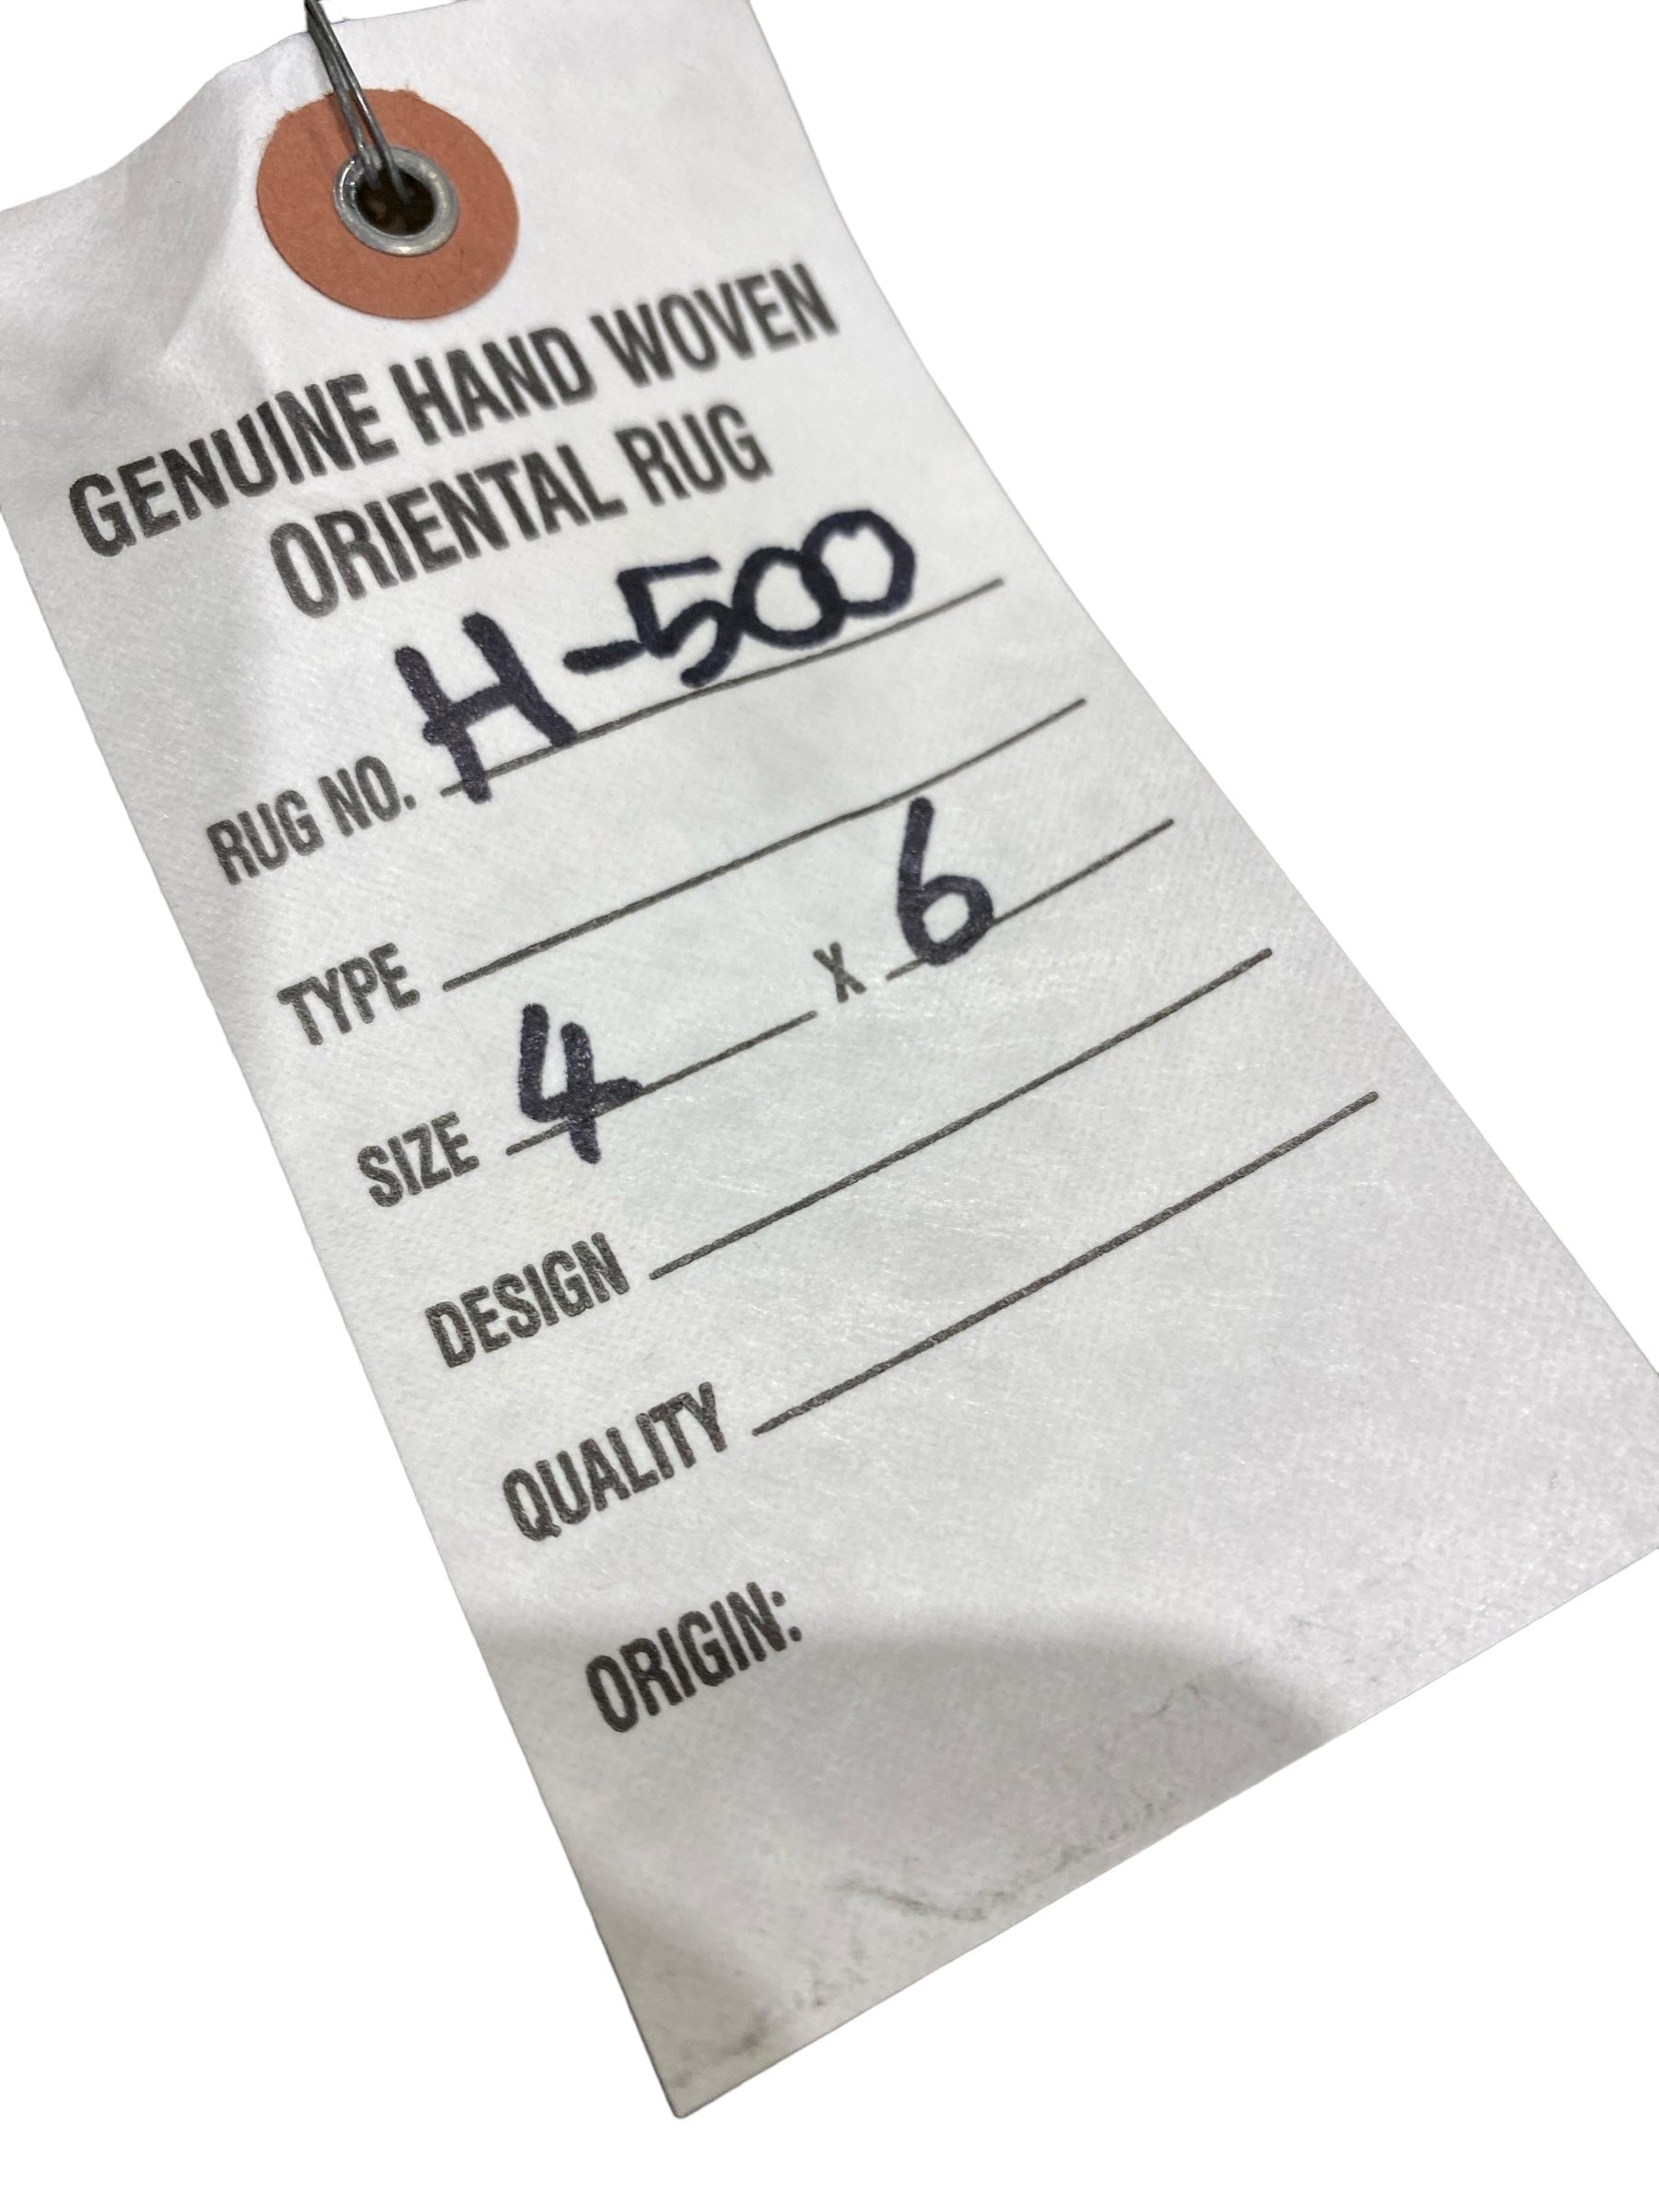 GENUINE HAND WOVEN
ORIENTAL RUG
RUG NO. H-500
TYPE
SIZE 4 X 6
DESIGN
QUALITY
ORIGIN: